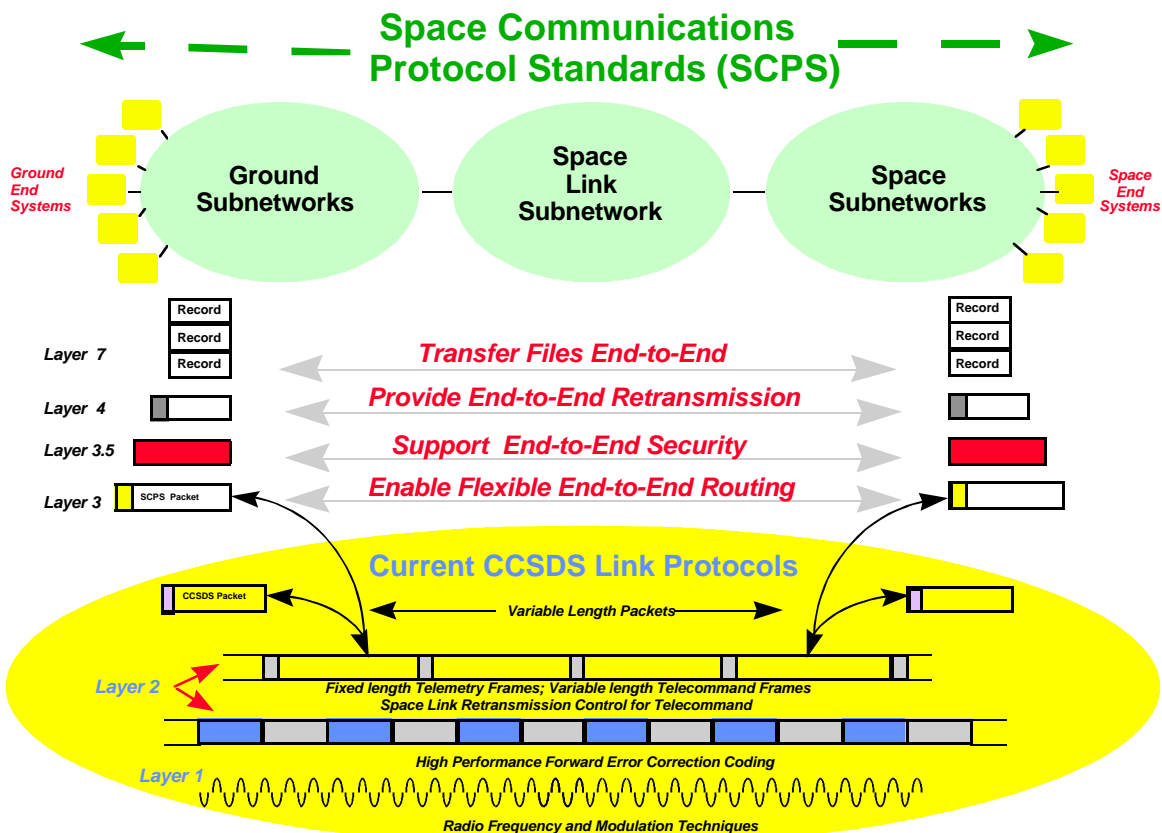 Space Communications
Protocol Standards (SCPS)
Ground
End
Systems
Ground
Subnetworks
Space
Link
Subnetwork
Space
Subnetworks
Space
End
Systems
Record
Record
Record
Layer 7
Transfer Files End-to-End
Record
Record
Record
Layer 4
Provide End-to-End Retransmission
Layer 3.5
Support End-to-End Security
Layer 3
SCPS Packet
Enable Flexible End-to-End Routing
Current CCSDS Link Protocols
CCSDS Packet
Variable Length Packets
Layer 2
Fixed length Telemetry Frames; Variable length Telecommand Frames
Space Link Retransmission Control for Telecommand
High Performance Forward Error Correction Coding
Layer 1
Radio Frequency and Modulation Techniques